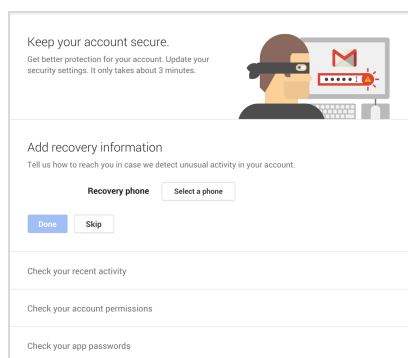 Keep your account secure.
Get better protection for your account. Update your
security settings. It only takes about 3 minutes.
Add recovery information
Tell us how to reach you in case we detect unusual activity in your account.
Recovery phone Select a phone
Done Skip
Check your recent activity
Check your account permissions
Check your app passwords